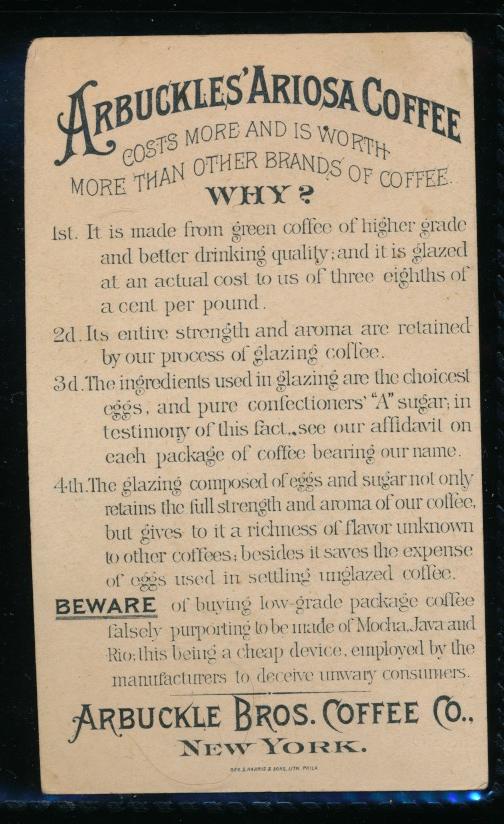 ARBUCKLES' ARIOSA COFFEE
COSTS MORE AND IS WORTH
MORE THAN OTHER BRANDS OF COFFEE.
WHY?
1st. It is made from green coffee of higher grade
and better drinking quality; and it is glazed
at an actual cost to us of three eighths of
a cent per pound.
2d. Its entire strength and aroma are retained
by our process of glazing coffee.
3d. The ingredients used in glazing are the choicest
eggs, and pure confectioners' "A" sugar; in
testimony of this fact, see our affidavit on
each package of coffee bearing our name.
4th. The glazing composed of eggs and sugar not only
retains the full strength and aroma of our coffee,
but gives to it a richness of flavor unknown
to other coffees; besides it saves the expense
of eggs used in settling unglazed coffee.
BEWARE of buying low-grade package coffee
falsely purporting to be made of Mocha, Java and
Rio; this being a cheap device, employed by the
manufacturers to deceive unwary consumers.
ARBUCKLE BROS. COFFEE CO.,
NEW YORK.
GEO. S. HARRIS & SONS, LITH. PHILA.